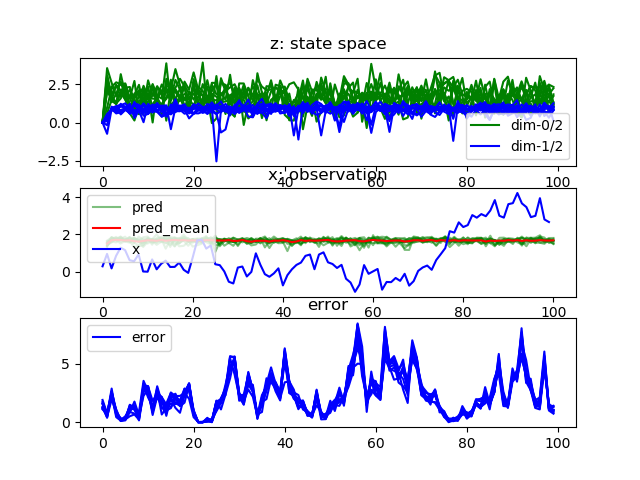 z: state space
2.5
0.0
−2.5
dim-0/2
dim-1/2
0 20 40 60 80 100
x: observation
4
2
0
pred
pred_mean
x
0 20 40 60 80 100
error
5
0
error
0 20 40 60 80 100